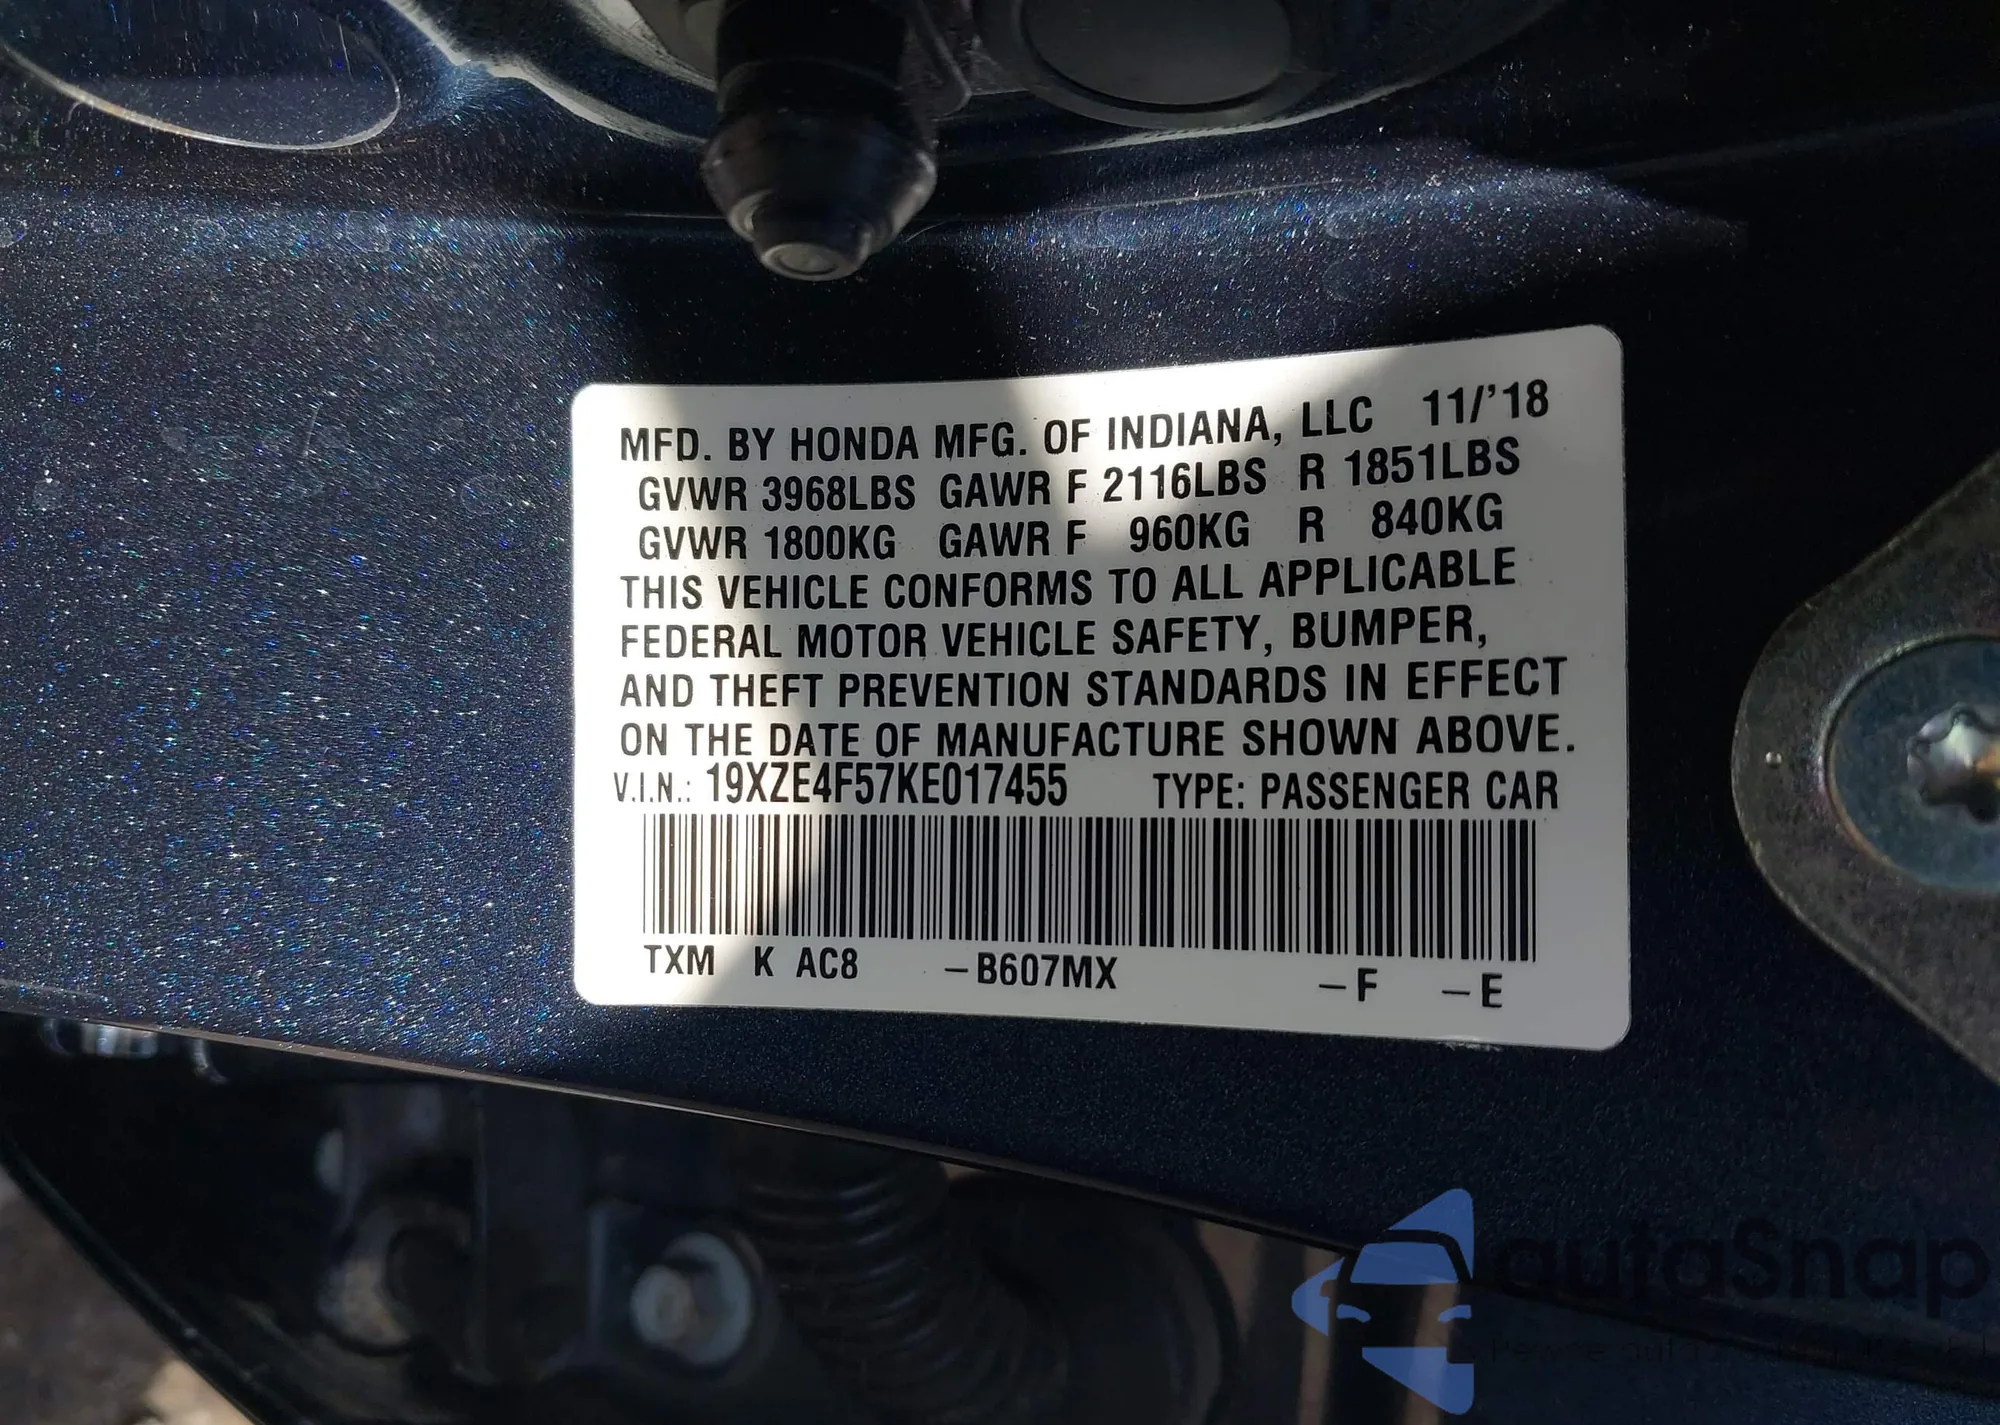 MFD. BY HONDA MFG. OF INDIANA, LLC 11/'18
GVWR 3968LBS GAWR F 2116LBS R 1851LBS
GVWR 1800KG GAWR F 960KG R 840KG
THIS VEHICLE CONFORMS TO ALL APPLICABLE
FEDERAL MOTOR VEHICLE SAFETY, BUMPER,
AND THEFT PREVENTION STANDARDS IN EFFECT
ON THE DATE OF MANUFACTURE SHOWN ABOVE.
V.I.N.: 19XZE4F57KE017455 TYPE: PASSENGER CAR
TXM K AC8 –B607MX –F –E
autaSnap